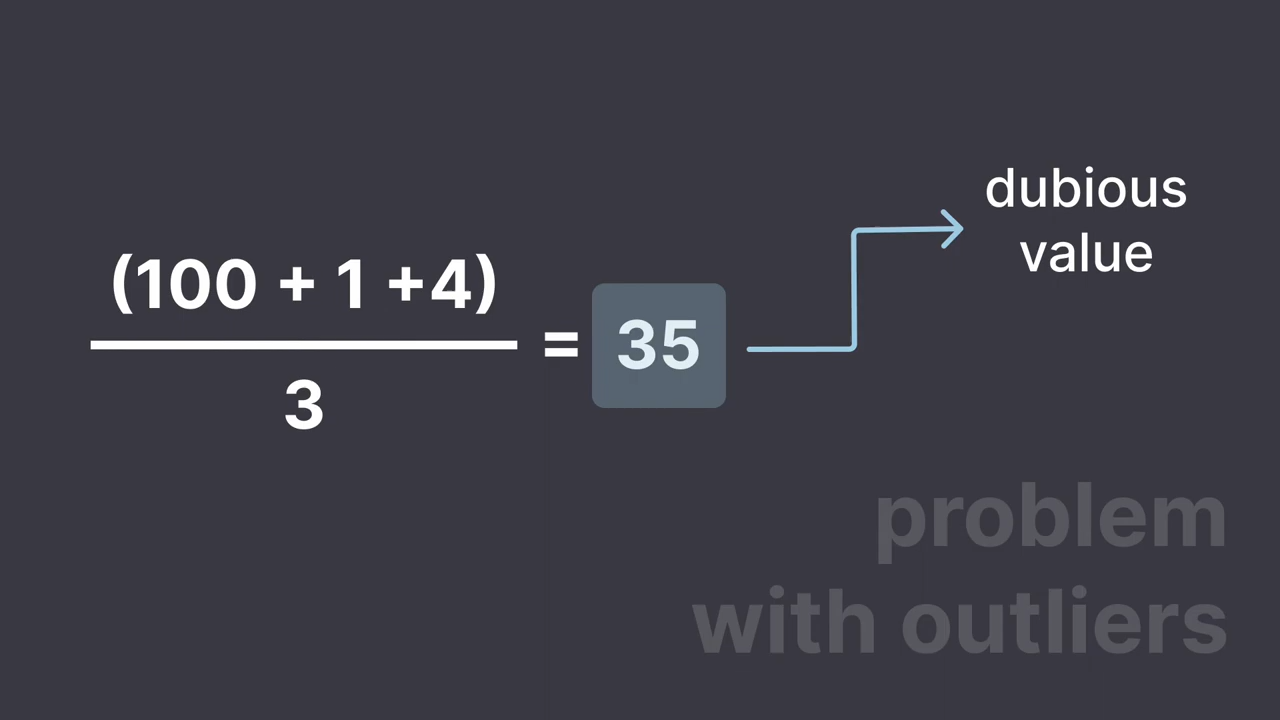 (100 + 1 +4)
3
= 35
dubious
value
problem
with outliers